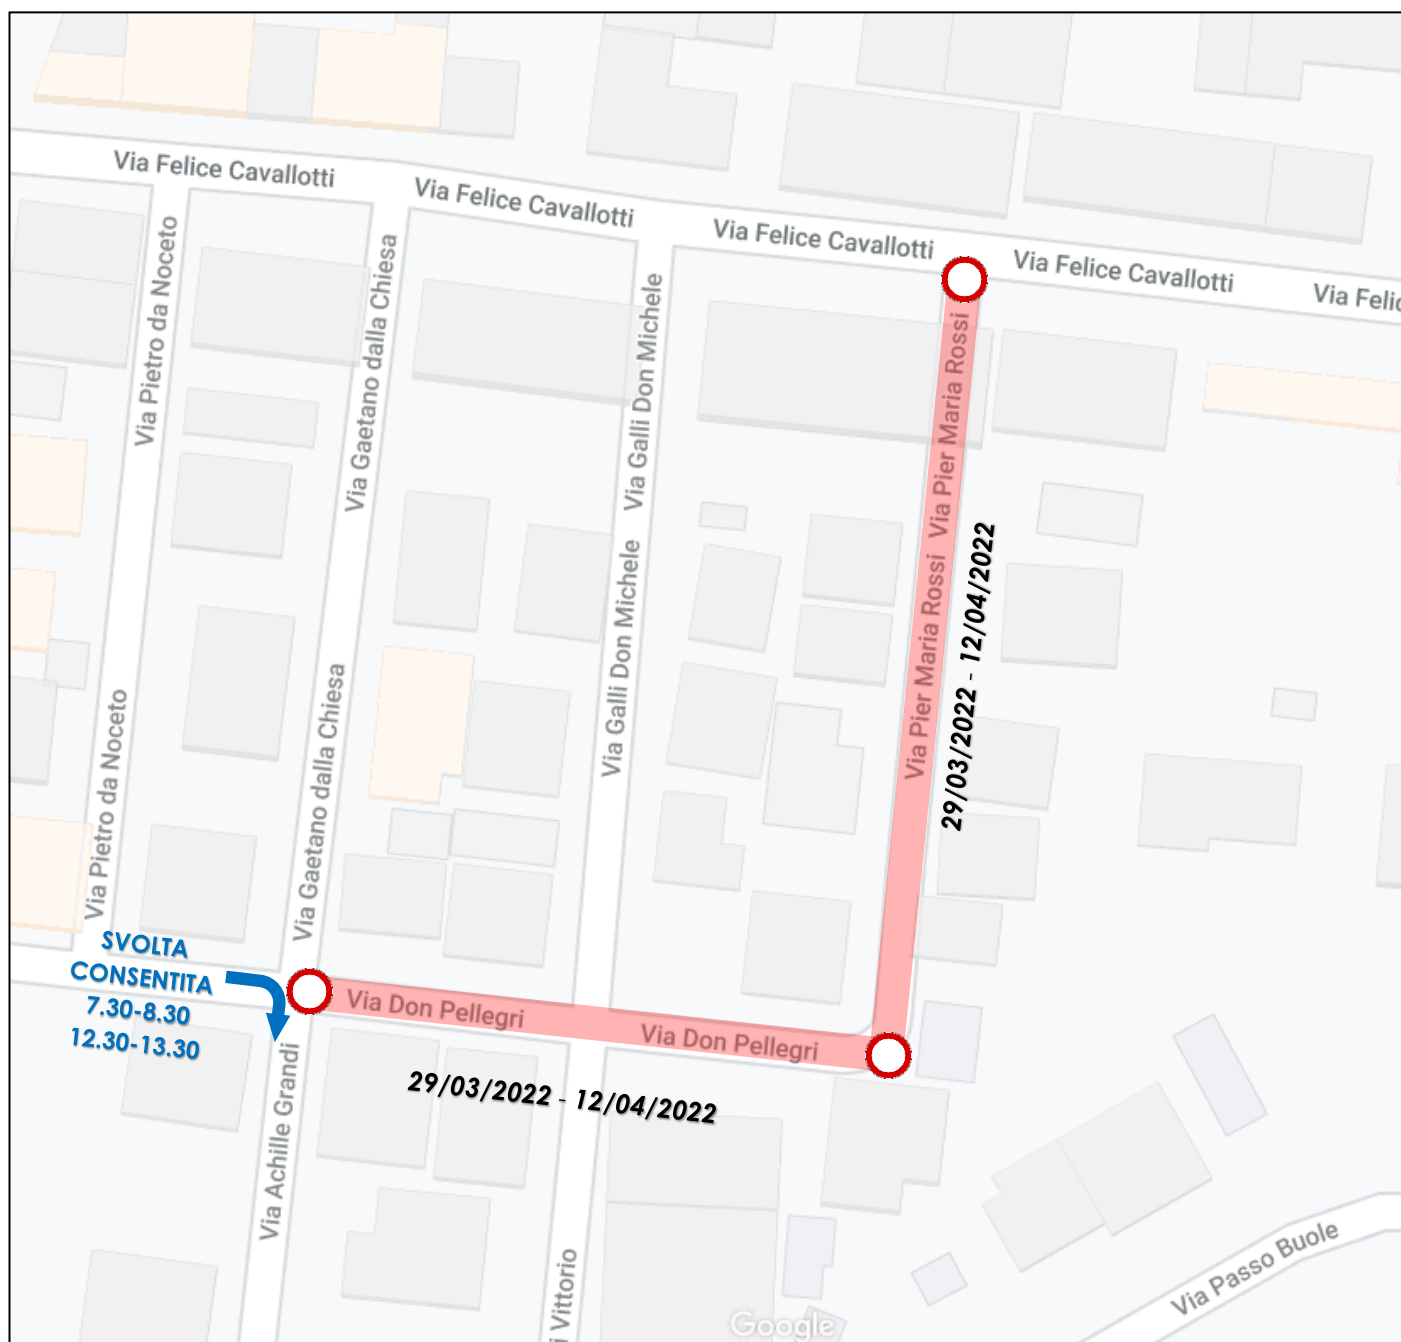 Via Felice Cavallotti
Via Felice Cavallotti
Via Felice Cavallotti
Via Felice Cavallotti
Via Felic
Via Pietro da Noceto
Via Gaetano dalla Chiesa
Via Galli Don Michele
Via Pier Maria Rossi
Via Galli Don Michele
Via Pier Maria Rossi
29/03/2022 - 12/04/2022
Via Pietro da Noceto
Via Gaetano dalla Chiesa
SVOLTA
CONSENTITA
7.30-8.30
12.30-13.30
Via Don Pellegri
Via Don Pellegri
29/03/2022 - 12/04/2022
Via Achille Grandi
i Vittorio
Via Passo Buole
Google